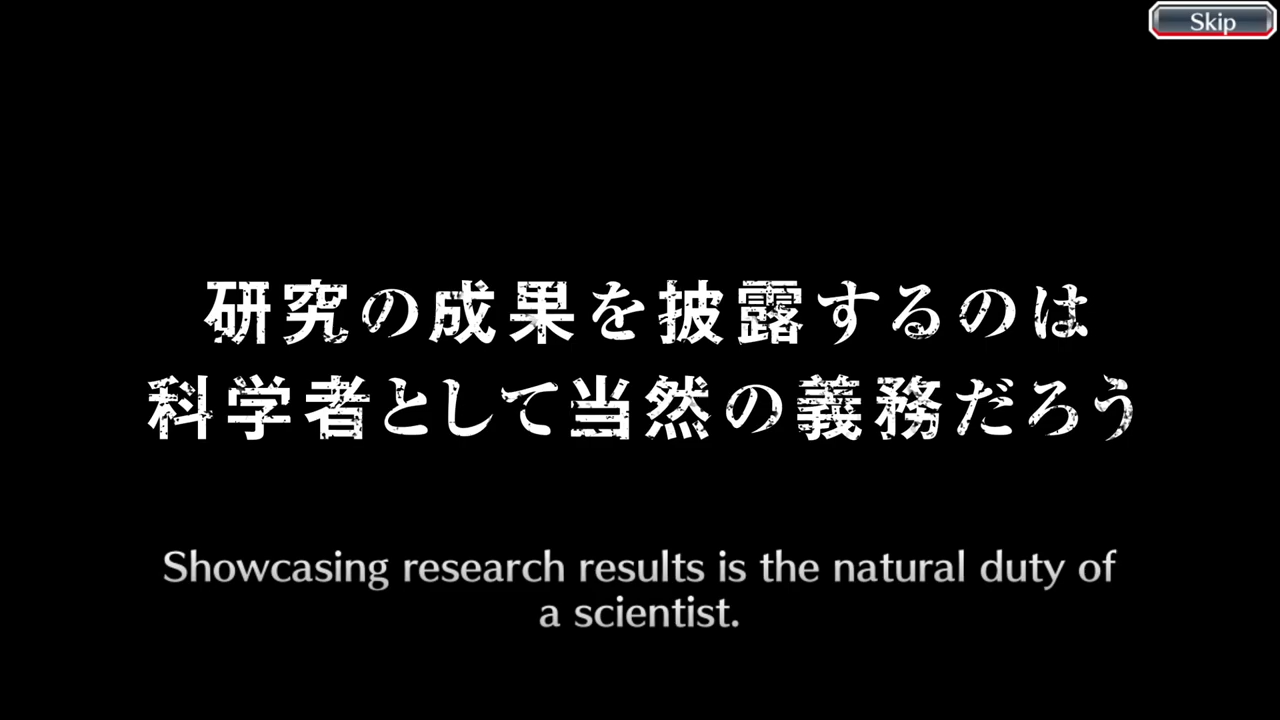 Skip
研究の成果を披露するのは
科学者として当然の義務だろう
Showcasing research results is the natural duty of
a scientist.